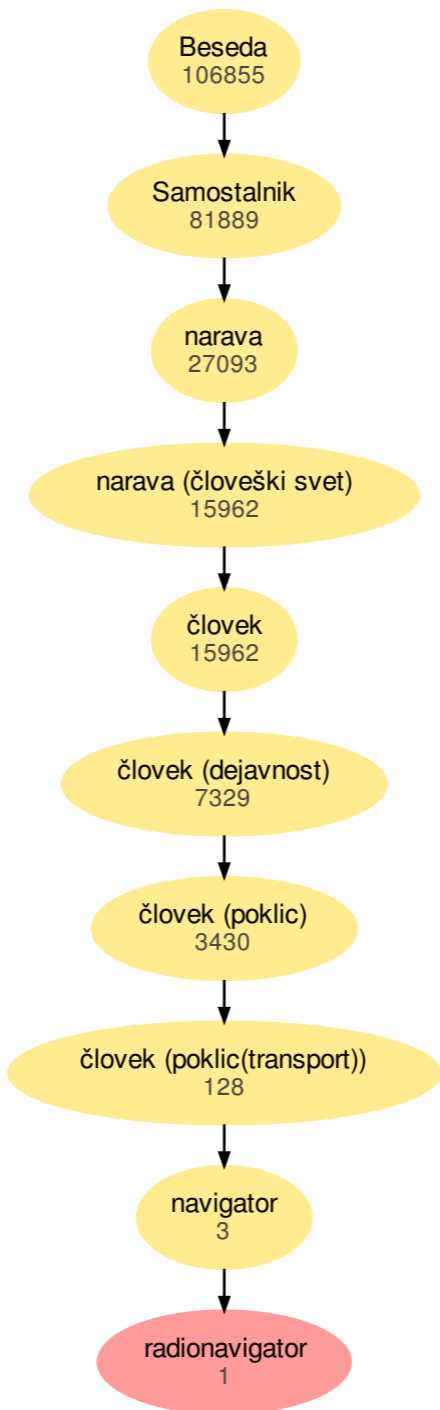 Beseda
106855
Samostalnik
81889
narava
27093
narava (človeški svet)
15962
človek
15962
človek (dejavnost)
7329
človek (poklic)
3430
človek (poklic(transport))
128
navigator
3
radionavigator
1